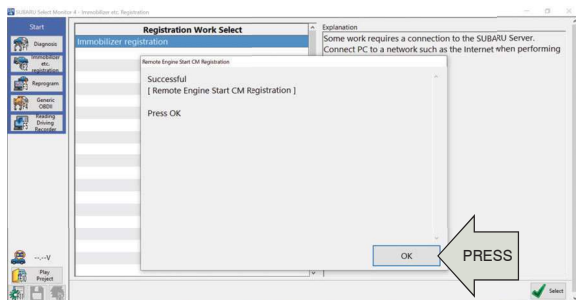 SUBARU Select Monitor 4 - Immobilizer etc. Registration
Start
Diagnosis
Immobilizer
etc.
registration
Reprogram
Generic
OBDII
Reading
Driving
Recorder
--.--V
Play
Project
Registration Work Select
Immobilizer registration
Explanation
Some work requires a connection to the SUBARU Server.
Connect PC to a network such as the Internet when performing
Remote Engine Start CM Registration
Successful
[ Remote Engine Start CM Registration ]
Press OK
OK
PRESS
Select